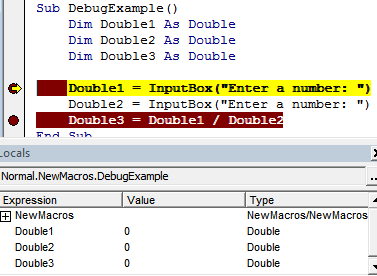 Sub DebugExample()
Dim Double1 As Double
Dim Double2 As Double
Dim Double3 As Double
Double1 = InputBox("Enter a number: ")
Double2 = InputBox("Enter a number: ")
Double3 = Double1 / Double2
End Sub
Locals
Normal.NewMacros.DebugExample ...
Expression Value Type
NewMacros NewMacros/NewMacros
Double1 0 Double
Double2 0 Double
Double3 0 Double